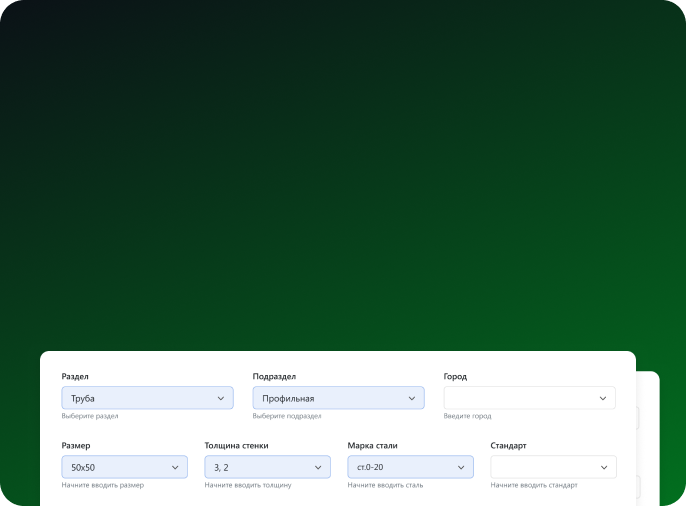 Раздел Подраздел Город
Труба Профильная
Выберите раздел Выберите подраздел Введите город
Размер Толщина стенки Марка стали Стандарт
50x50 3, 2 ст.0-20
Начните вводить размер Начните вводить толщину Начните вводить сталь Начните вводить стандарт